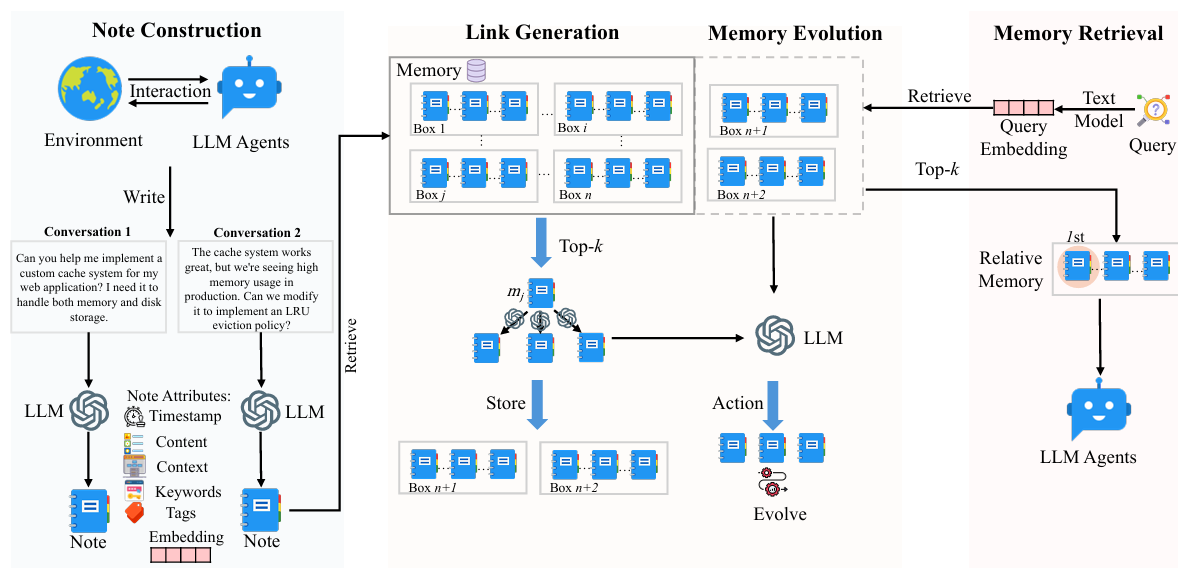 Note Construction
Interaction
Environment
LLM Agents
Write
Conversation 1
Can you help me implement a
custom cache system for my
web application? I need it to
handle both memory and disk
storage.
Conversation 2
The cache system works
great, but we're seeing high
memory usage in
production. Can we modify
it to implement an LRU
eviction policy?
LLM
LLM
Note Attributes:
Timestamp
Content
Context
Keywords
Tags
Embedding
Note
Note
Retrieve
Link Generation
Memory
Box 1
...
Box i
Box j
...
Box n
Top-k
mj
Store
Box n+1
Box n+2
Memory Evolution
Box n+1
Box n+2
LLM
Action
Evolve
Memory Retrieval
Retrieve
Text
Model
Query
Embedding
Query
Top-k
1st
Relative
Memory
LLM Agents